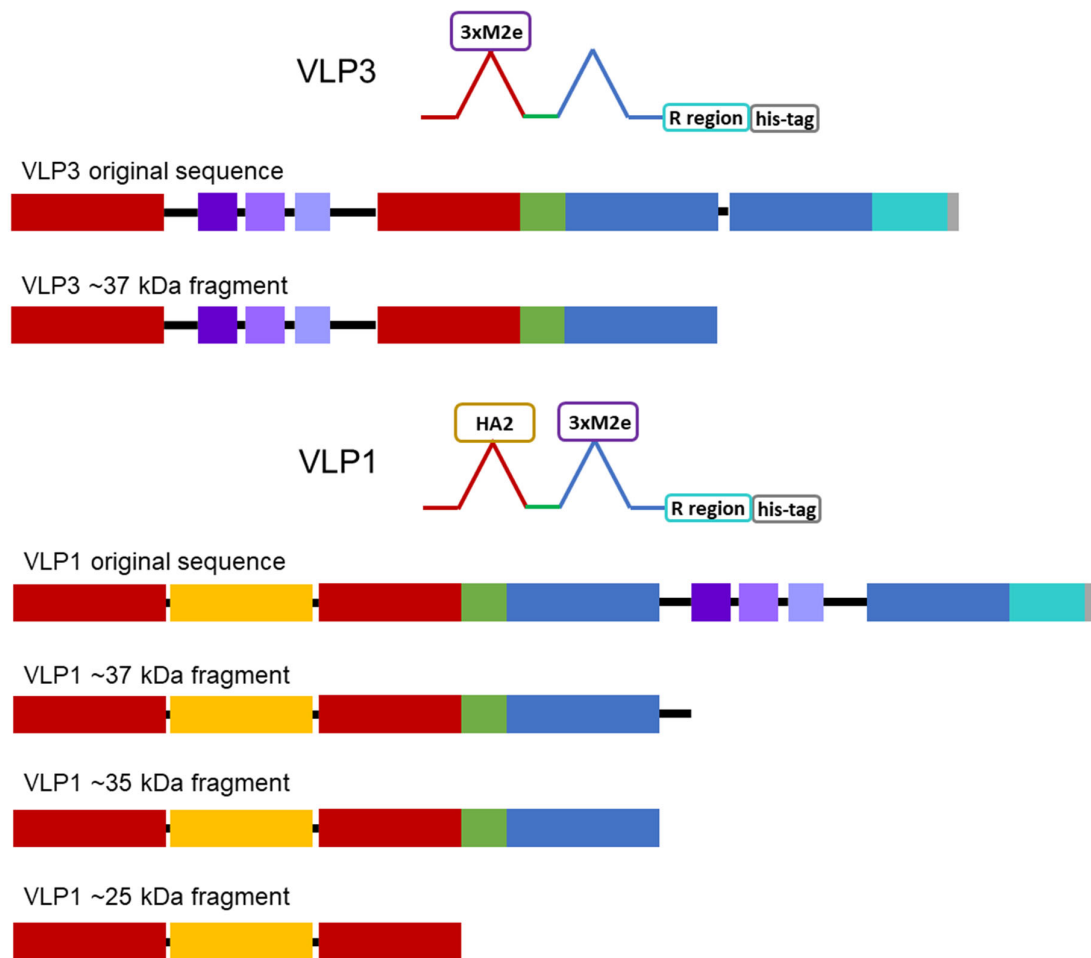 3xM2e
VLP3
R region his-tag
VLP3 original sequence
VLP3 ~37 kDa fragment
HA2 3xM2e
VLP1
R region his-tag
VLP1 original sequence
VLP1 ~37 kDa fragment
VLP1 ~35 kDa fragment
VLP1 ~25 kDa fragment